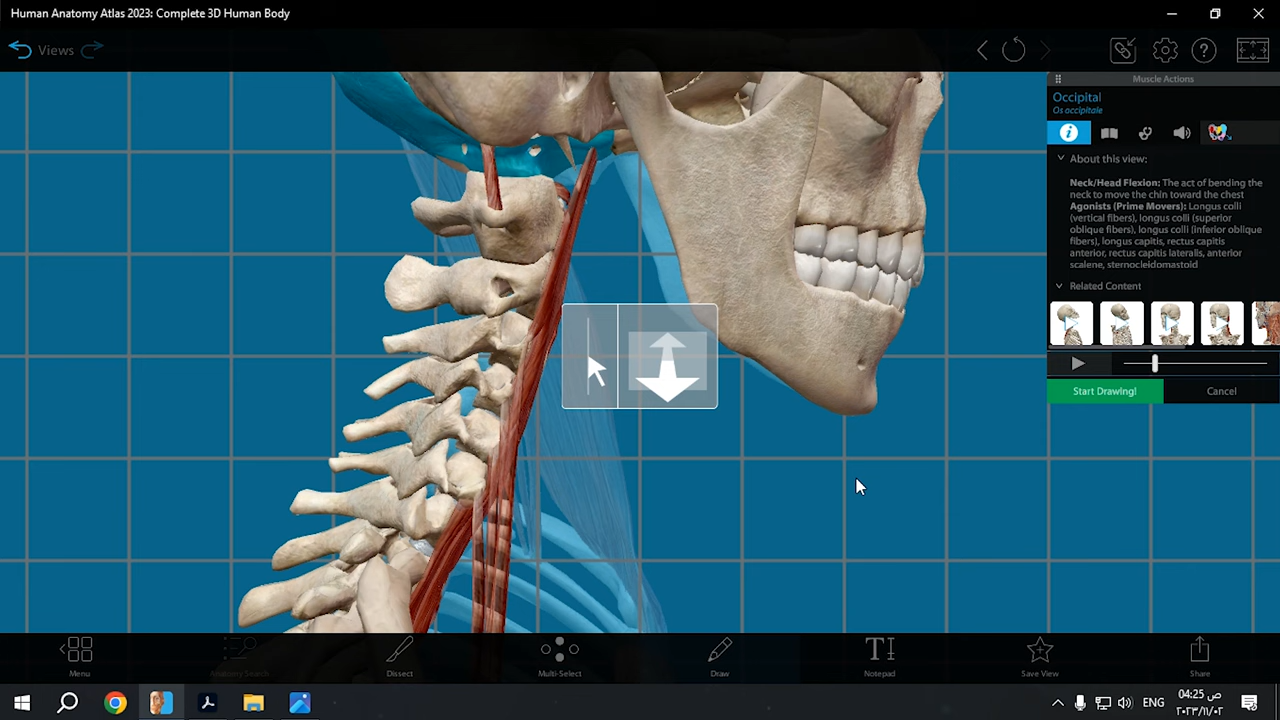 Human Anatomy Atlas 2023: Complete 3D Human Body
Views
Muscle Actions
Occipital
Os occipitale
About this view:
Neck/Head Flexion: The act of bending the
neck to move the chin toward the chest
Agonists (Prime Movers): Longus colli
(vertical fibers), longus colli (superior
oblique fibers), longus colli (inferior oblique
fibers), longus capitis, rectus capitis
anterior, rectus capitis lateralis, anterior
scalene, sternocleidomastoid
Related Content
Start Drawing!
Cancel
Menu
Anatomy Search
Dissect
Multi-Select
Draw
Notepad
Save View
Share
ENG
04:25 ص
٢٠٢٣/١١/٠٢